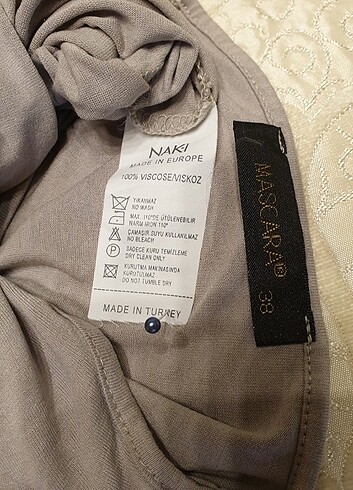 NAKI
MADE IN EUROPE
100% VISCOSE/VISKOZ
YIKANMAZ
NO WASH
MAX. 110°DE ÜTÜLENEBİLİR
WARM IRON 110°
ÇAMAŞIR SUYU KULLANILMAZ
NO BLEACH
P
SADECE KURU TEMİZLEME
DRY CLEAN ONLY
KURUTMA MAKİNASINDA
KURUTULMAZ
DO NOT TUMBLE DRY
MADE IN TURKEY
MASCARA®
38